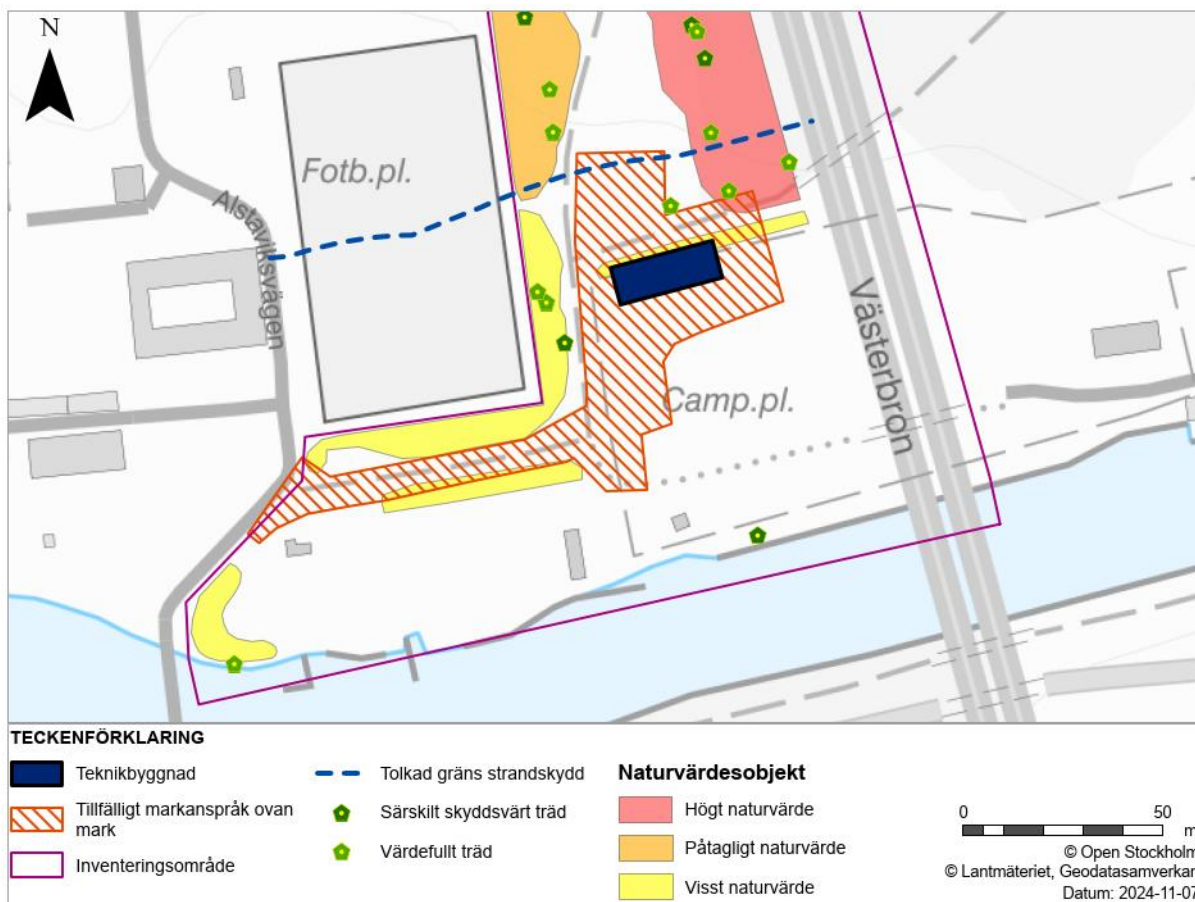 N
Fotb.pl.
Alstaviksvägen
Västerbron
Camp.pl.
TECKENFÖRKLARING
Teknikbyggnad
Tillfälligt markanspråk ovan
mark
Inventeringsområde
Tolkad gräns strandskydd
Särskilt skyddsvärt träd
Värdefullt träd
Naturvärdesobjekt
Högt naturvärde
Påtagligt naturvärde
Visst naturvärde
0 50
m
© Open Stockholm
© Lantmäteriet, Geodatasamverkan
Datum: 2024-11-07